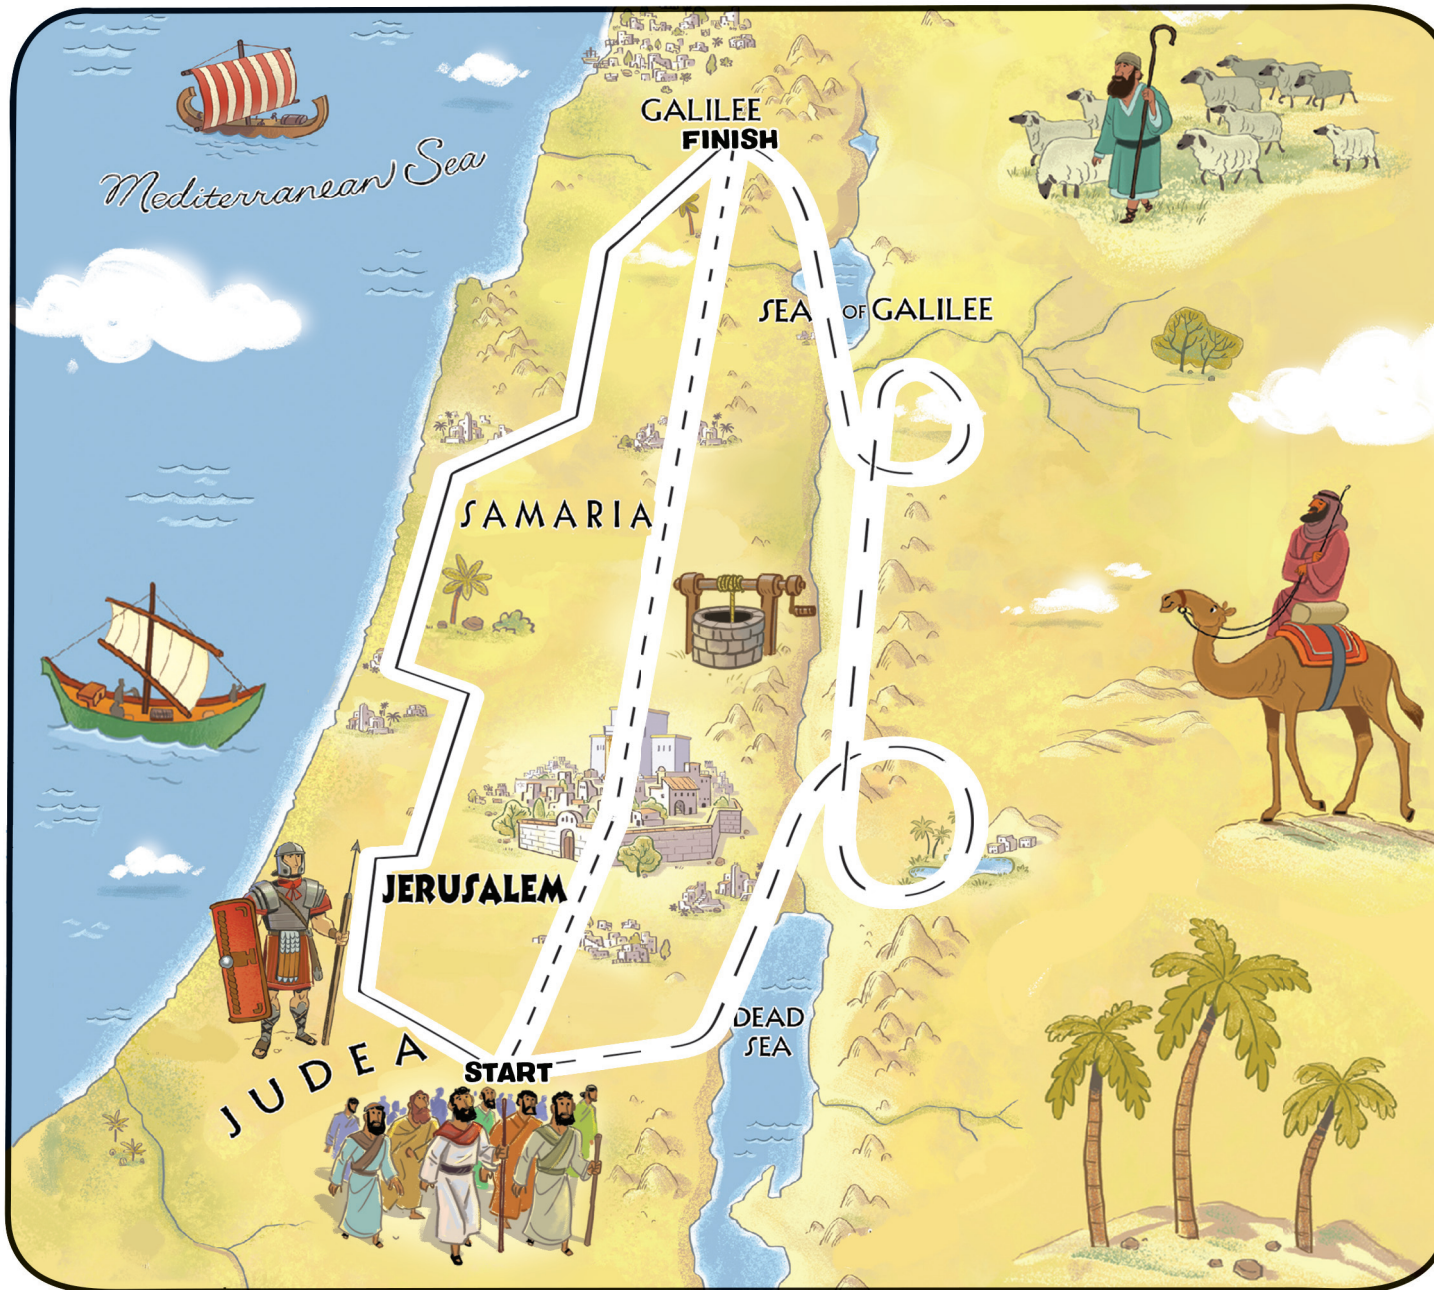 GALILEE
FINISH
Mediterranean Sea
SEA OF GALILEE
SAMARIA
JERUSALEM
DEAD
SEA
JUDEA
START